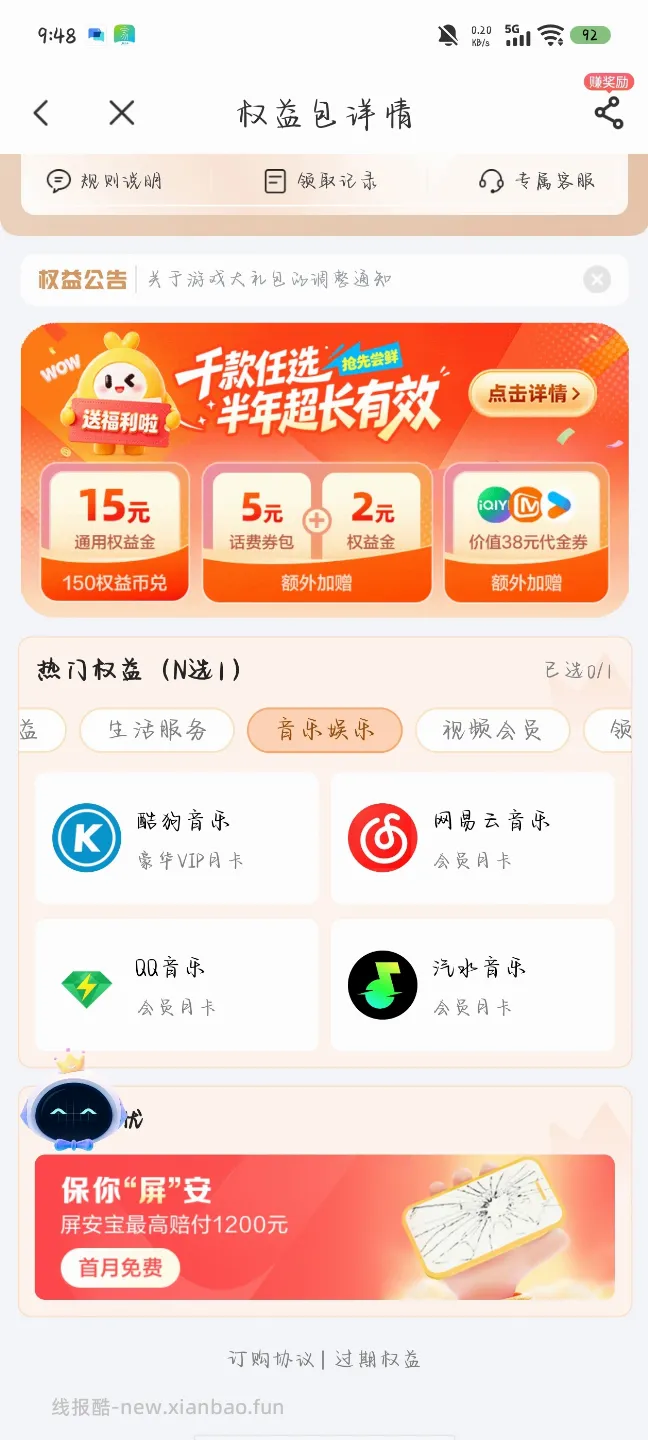 9:48
0.20
KB/s
5G
92
赚奖励
权益包详情
规则说明
领取记录
专属客服
权益公告
关于游戏大礼包的调整通知
WOW
千款任选
抢先尝鲜
半年超长有效
送福利啦
点击详情>
15元
通用权益金
150权益币兑
5元
话费券包
2元
权益金
额外加赠
iQIY
价值38元代金券
额外加赠
热门权益（N选1）
已选0/1
益
生活服务
音乐娱乐
视频会员
领
酷狗音乐
豪华VIP月卡
网易云音乐
会员月卡
QQ音乐
会员月卡
汽水音乐
会员月卡
忧
保你“屏”安
屏安宝最高赔付1200元
首月免费
订购协议|过期权益
线报酷-new.xianbao.fun